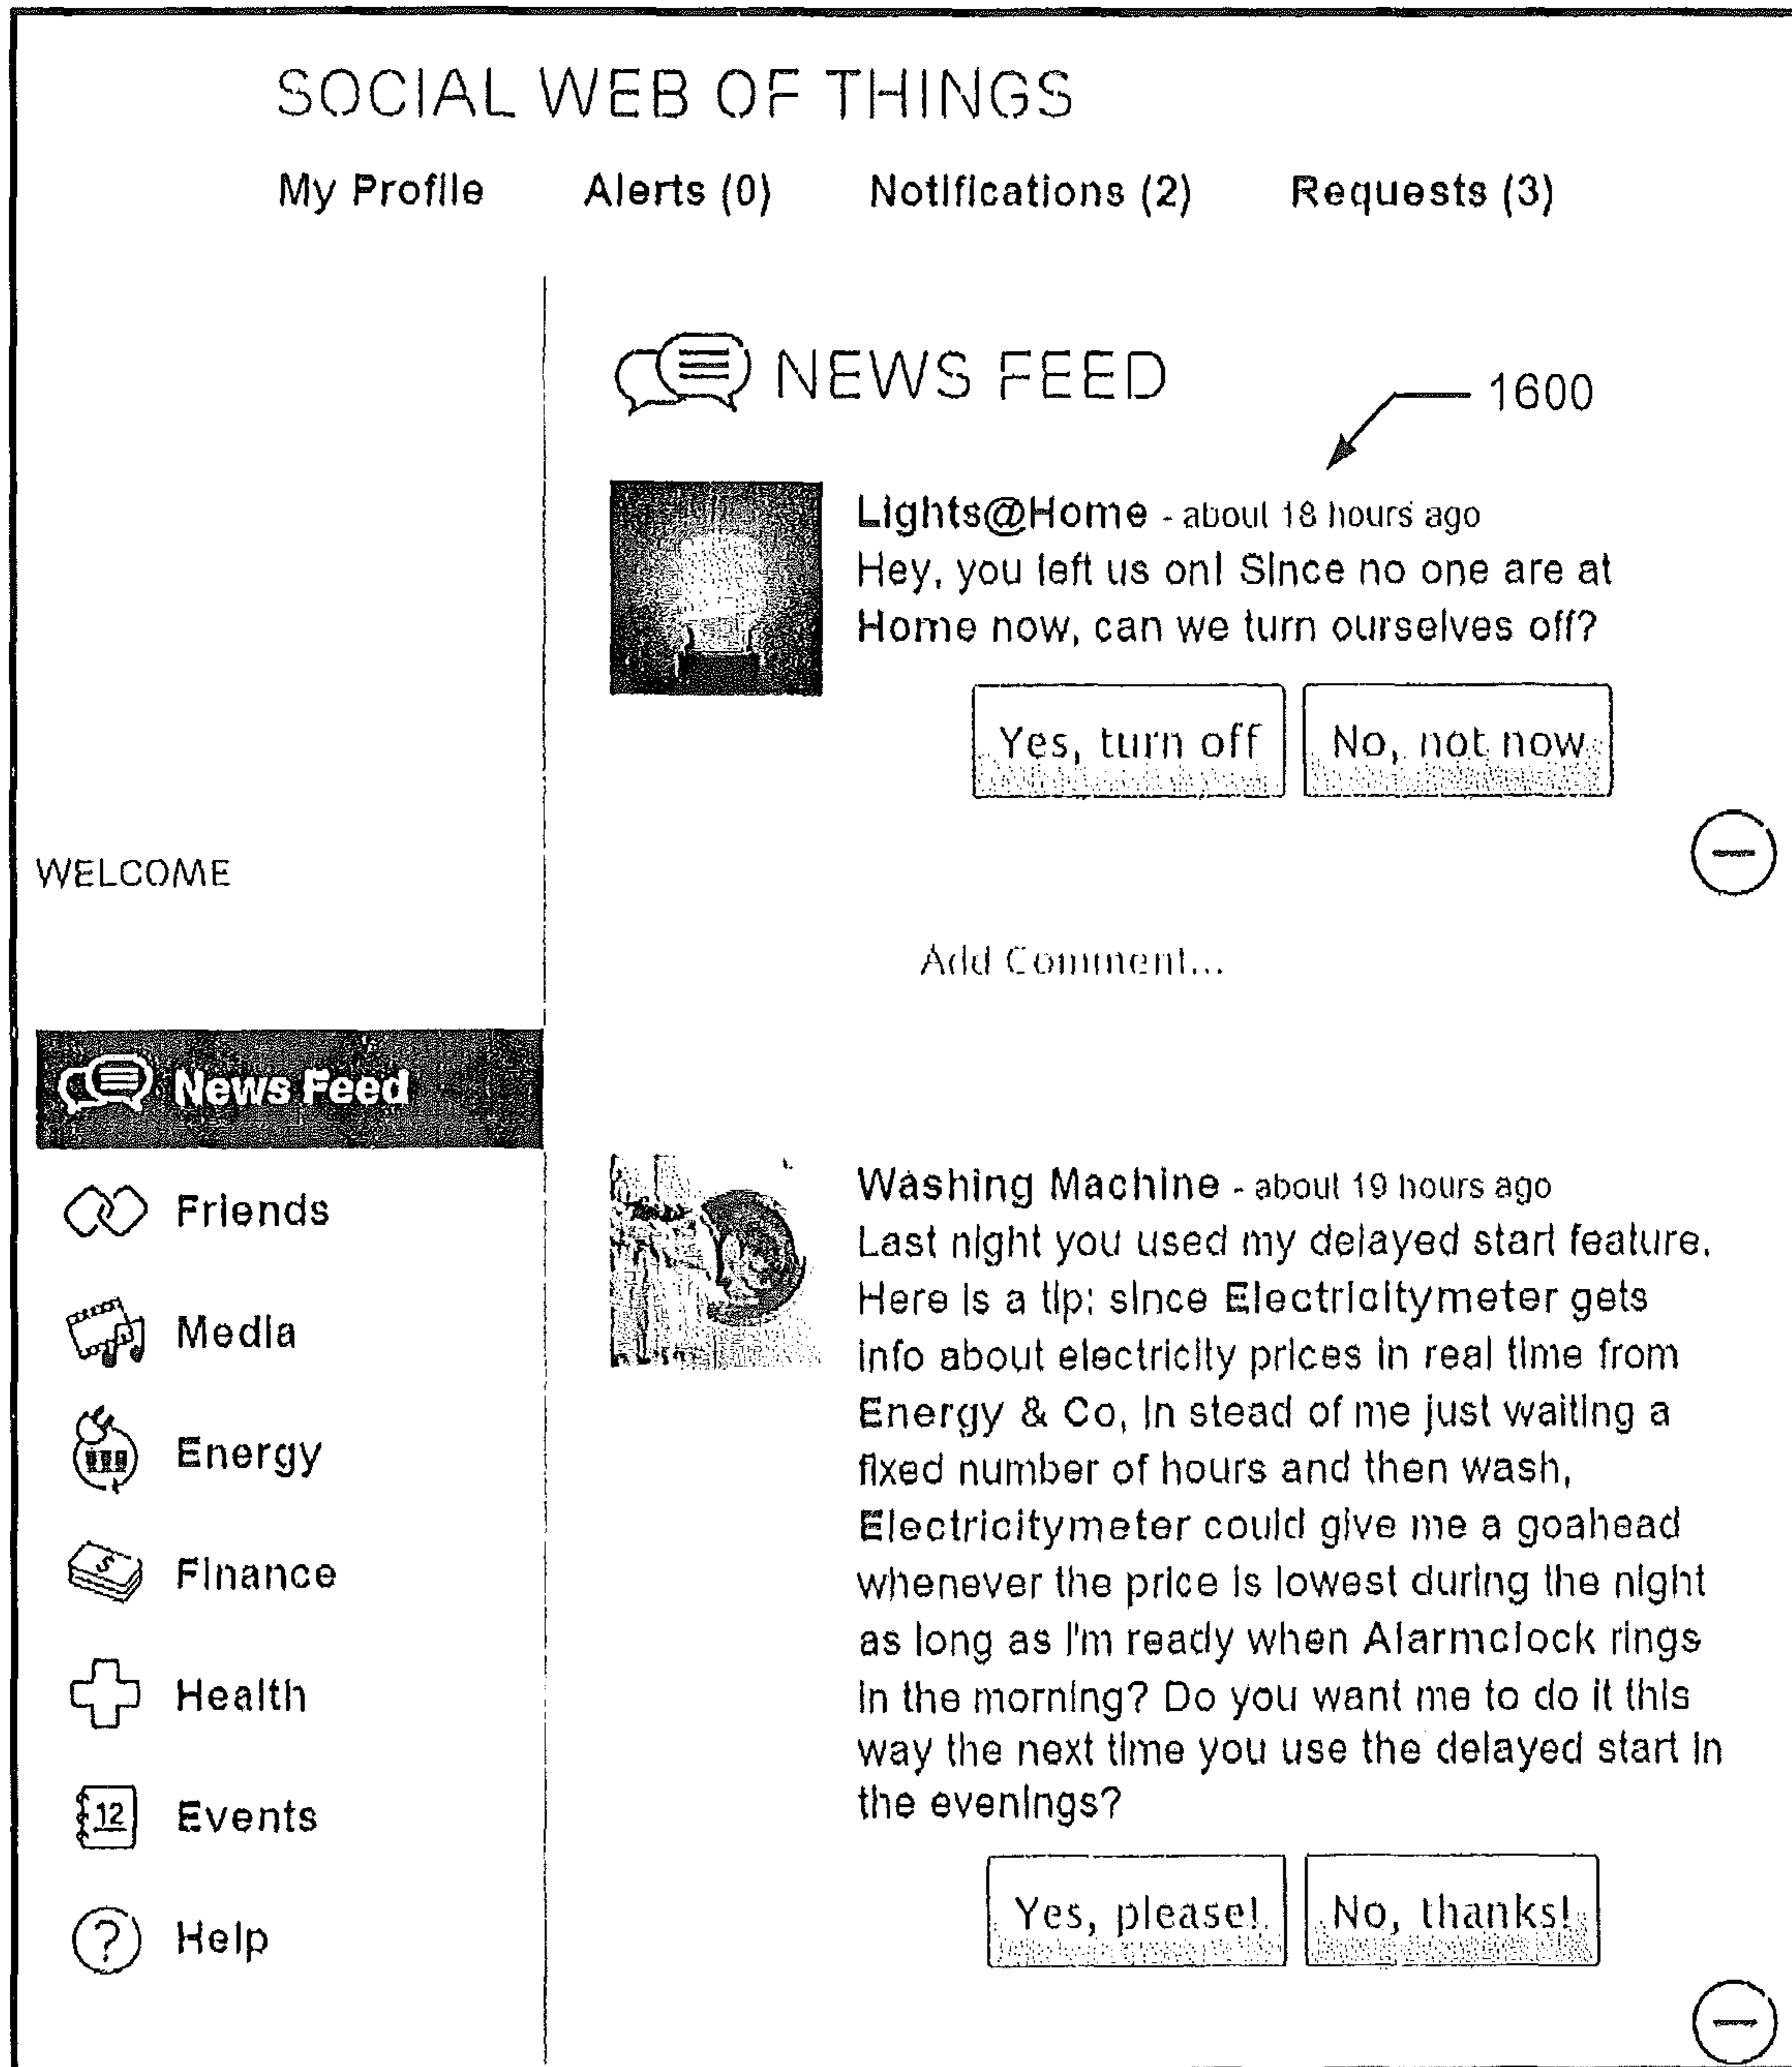 SOCIAL WEB OF THINGS
My Profile Alerts (0) Notifications (2) Requests (3)
NEWS FEED
1600
Lights@Home - about 18 hours ago
Hey, you left us on! Since no one are at
Home now, can we turn ourselves off?
Yes, turn off No, not now
WELCOME
Add Comment...
News Feed
Friends
Media
Energy
Finance
Health
12 Events
? Help
Washing Machine - about 19 hours ago
Last night you used my delayed start feature.
Here is a tip: since Electricitymeter gets
info about electricity prices in real time from
Energy & Co, in stead of me just waiting a
fixed number of hours and then wash,
Electricitymeter could give me a goahead
whenever the price is lowest during the night
as long as I'm ready when Alarmclock rings
in the morning? Do you want me to do it this
way the next time you use the delayed start in
the evenings?
Yes, please! No, thanks!